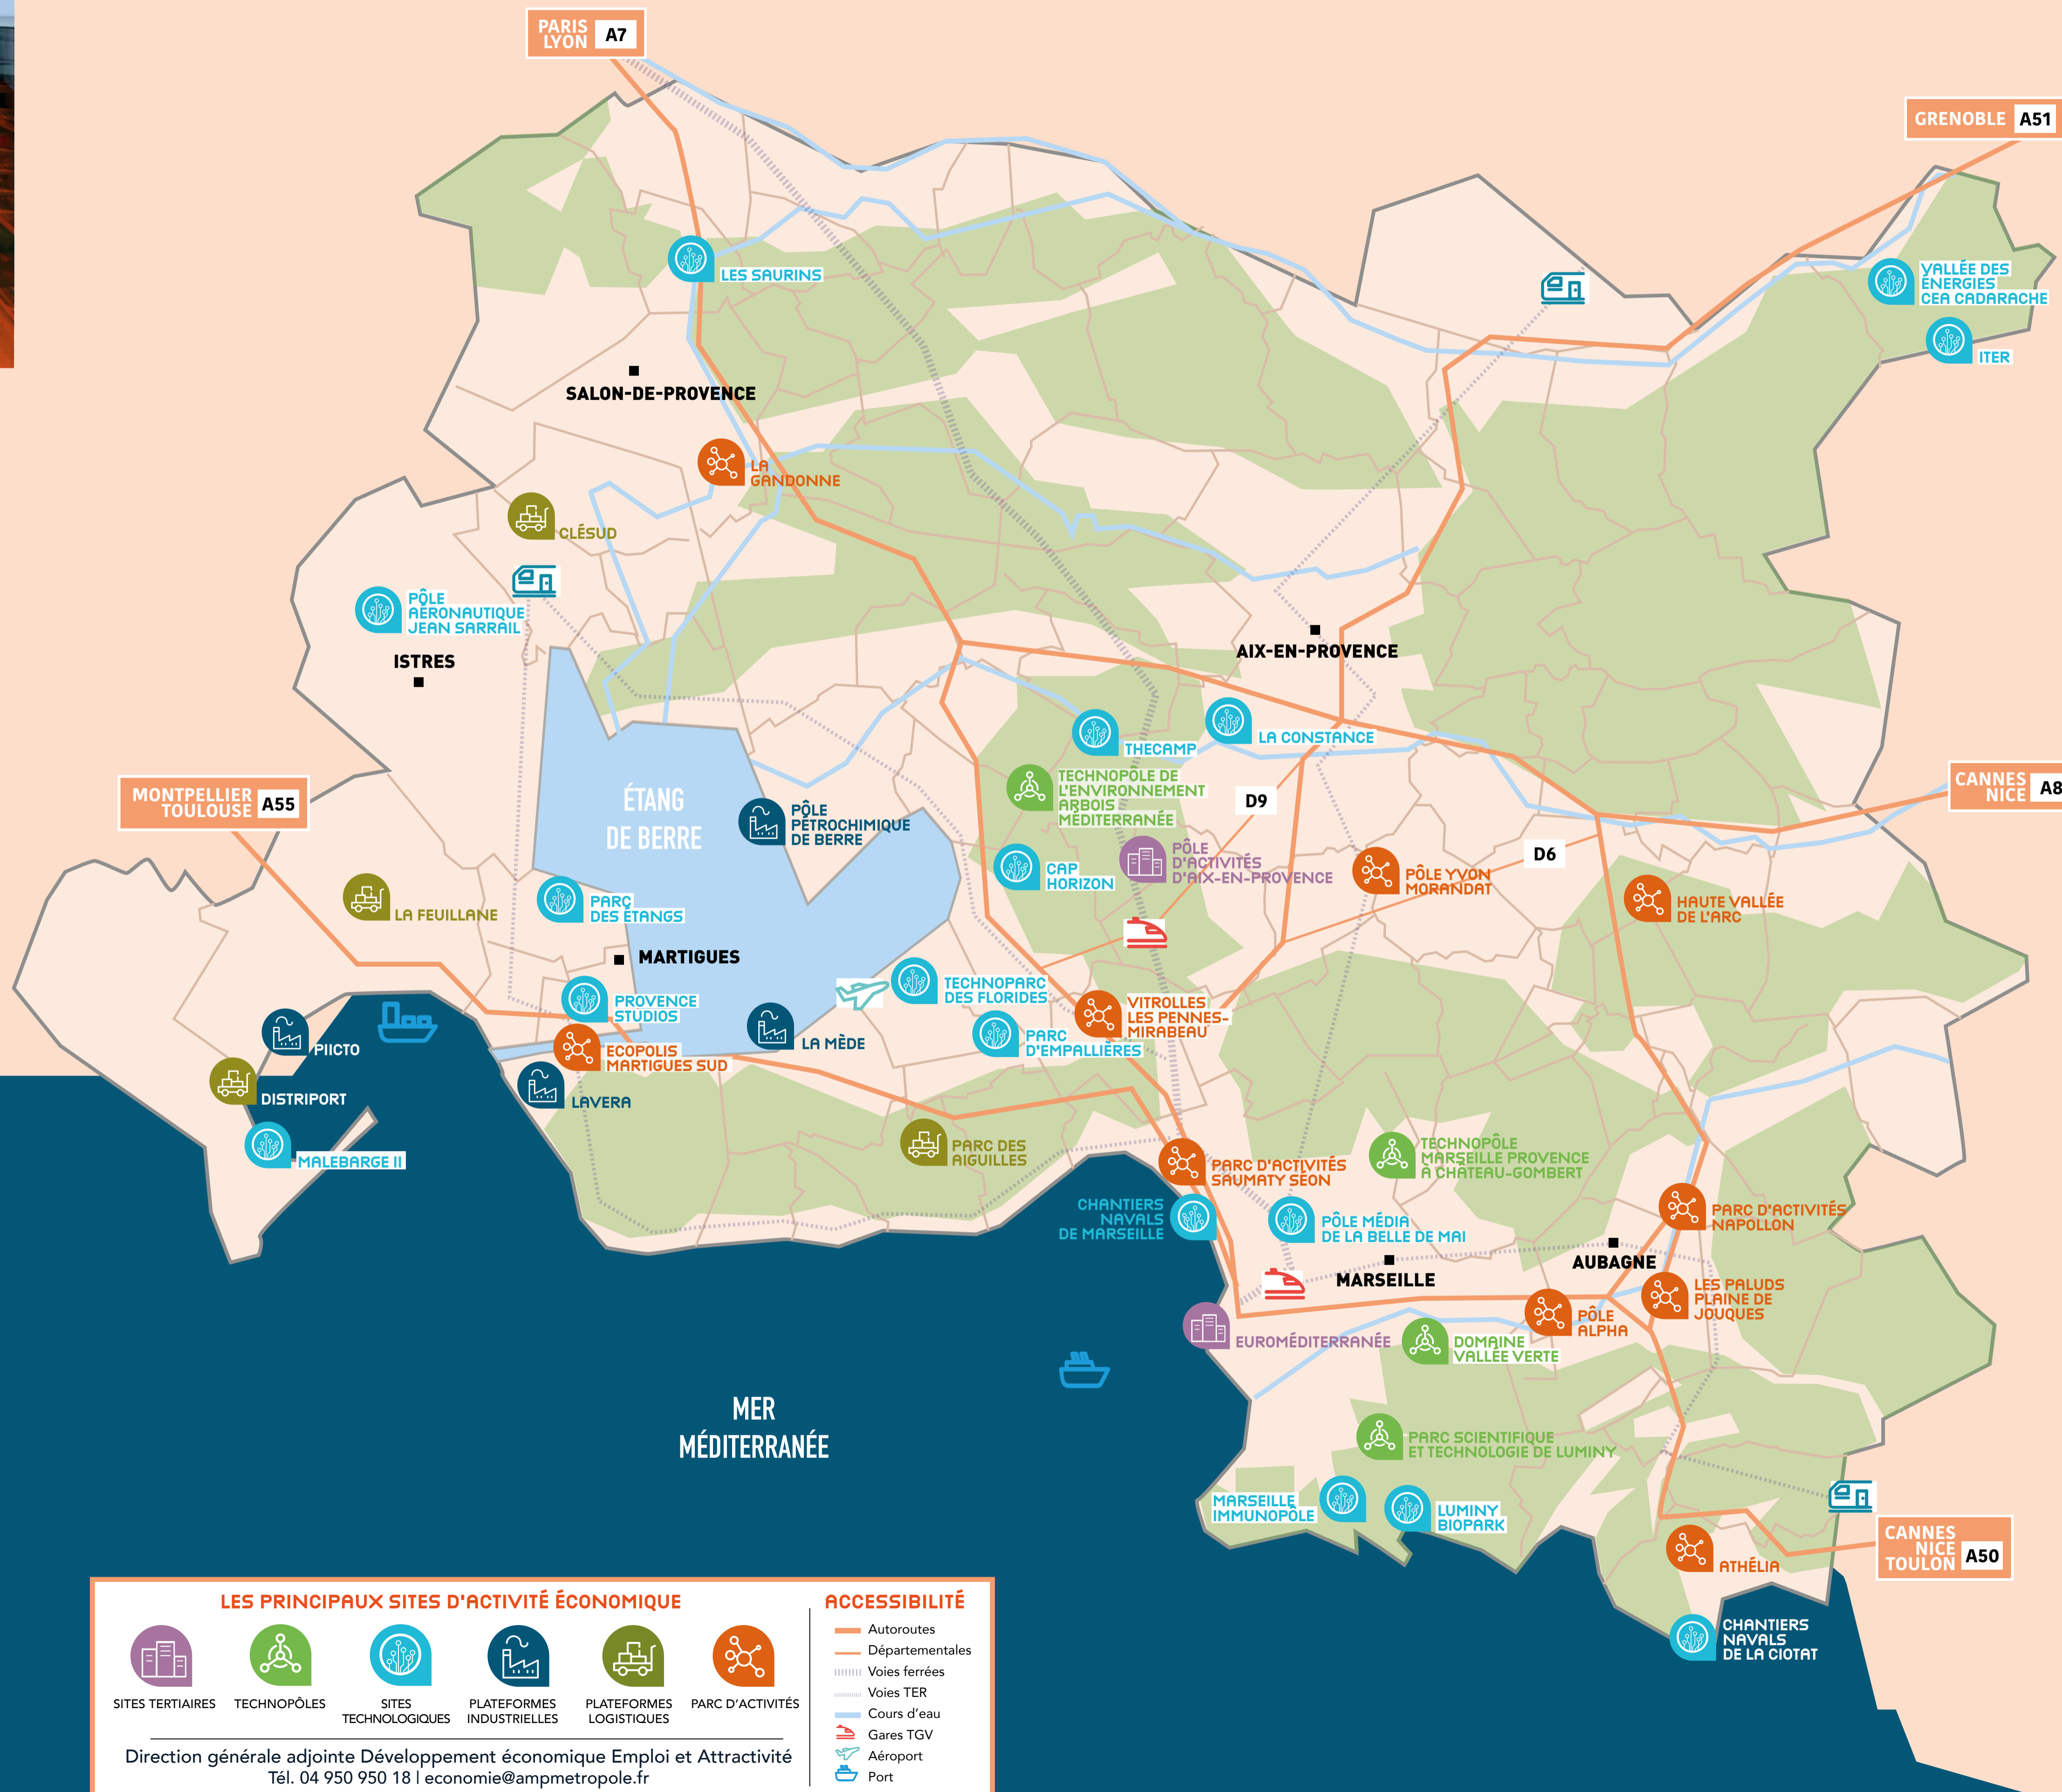 PARIS
LYON
A7
GRENOBLE A51
LES SAURINS
VALLÉE DES
ÉNERGIES
CEA CADARACHE
ITER
SALON-DE-PROVENCE
LA
GANDONNE
CLÉSUD
PÔLE
AÉRONAUTIQUE
JEAN SARRAIL
ISTRES
AIX-EN-PROVENCE
THECAMP
LA CONSTANCE
MONTPELLIER
TOULOUSE
A55
ÉTANG
DE BERRE
PÔLE
PÉTROCHIMIQUE
DE BERRE
TECHNOPÔLE DE
L'ENVIRONNEMENT
ARBOIS
MÉDITERRANÉE
D9
CANNES
NICE
A8
PÔLE
D'ACTIVITÉS
D'AIX-EN-PROVENCE
D6
CAP
HORIZON
PÔLE YVON
MORANDAT
HAUTE VALLÉE
DE L'ARC
LA FEUILLANE
PARC
DES ÉTANGS
MARTIGUES
PROVENCE
STUDIOS
TECHNOPARC
DES FLORIDES
VITROLLES
LES PENNES-
MIRABEAU
PIICTO
ECOPOLIS
MARTIGUES SUD
LA MÈDE
PARC
D'EMPALLIÈRES
DISTRIPORT
LAVERA
MALEBARGE II
PARC DES
AIGUILLES
PARC D'ACTIVITÉS
SAUMATY SÉON
TECHNOPÔLE
MARSEILLE PROVENCE
À CHÂTEAU-GOMBERT
CHANTIERS
NAVALS
DE MARSEILLE
PÔLE MÉDIA
DE LA BELLE DE MAI
PARC D'ACTIVITÉS
NAPOLLON
MARSEILLE
AUBAGNE
LES PALUDS
PLAINE DE
JOUQUES
PÔLE
ALPHA
EUROMÉDITERRANÉE
DOMAINE
VALLÉE VERTE
MER
MÉDITERRANÉE
PARC SCIENTIFIQUE
ET TECHNOLOGIE DE LUMINY
MARSEILLE
IMMUNOPÔLE
LUMINY
BIOPARK
CANNES
NICE
TOULON
A50
ATHÉLIA
CHANTIERS
NAVALS
DE LA CIOTAT
LES PRINCIPAUX SITES D'ACTIVITÉ ÉCONOMIQUE
SITES TERTIAIRES
TECHNOPÔLES
SITES
TECHNOLOGIQUES
PLATEFORMES
INDUSTRIELLES
PLATEFORMES
LOGISTIQUES
PARC D'ACTIVITÉS
Direction générale adjointe Développement économique Emploi et Attractivité
Tél. 04 950 950 18 | economie@ampmetropole.fr
ACCESSIBILITÉ
Autoroutes
Départementales
Voies ferrées
Voies TER
Cours d'eau
Gares TGV
Aéroport
Port